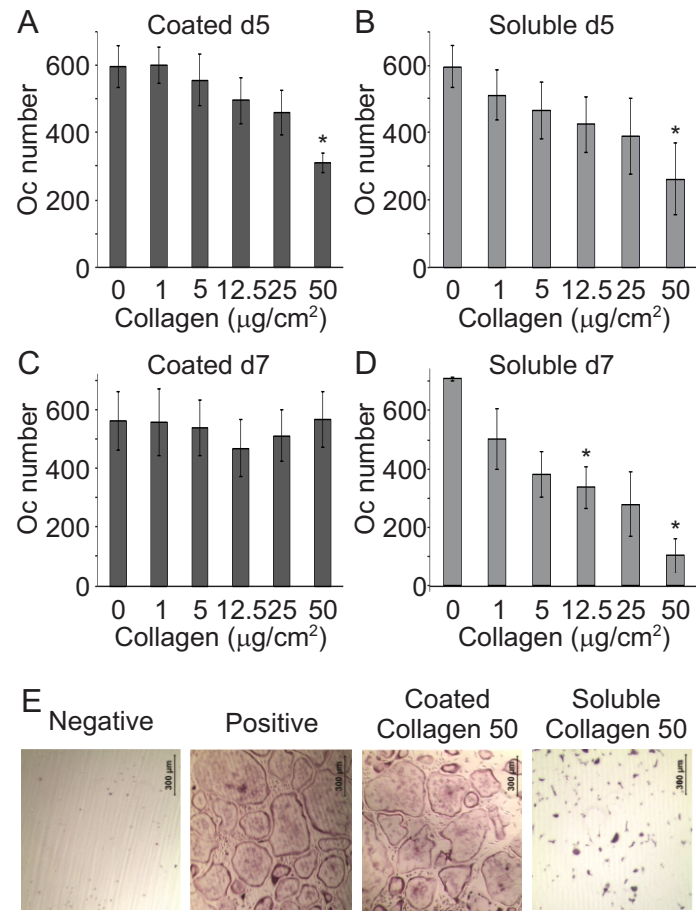 A
Coated d5
Oc number
600
400
200
0
*
0 1 5 12.5 25 50
Collagen (μg/cm²)
B
Soluble d5
Oc number
600
400
200
0
*
0 1 5 12.5 25 50
Collagen (μg/cm²)
C
Coated d7
Oc number
600
400
200
0
0 1 5 12.5 25 50
Collagen (μg/cm²)
D
Soluble d7
Oc number
600
400
200
0
*
*
0 1 5 12.5 25 50
Collagen (μg/cm²)
E
Negative
Positive
Coated
Collagen 50
Soluble
Collagen 50
300 μm
300 μm
300 μm
300 μm